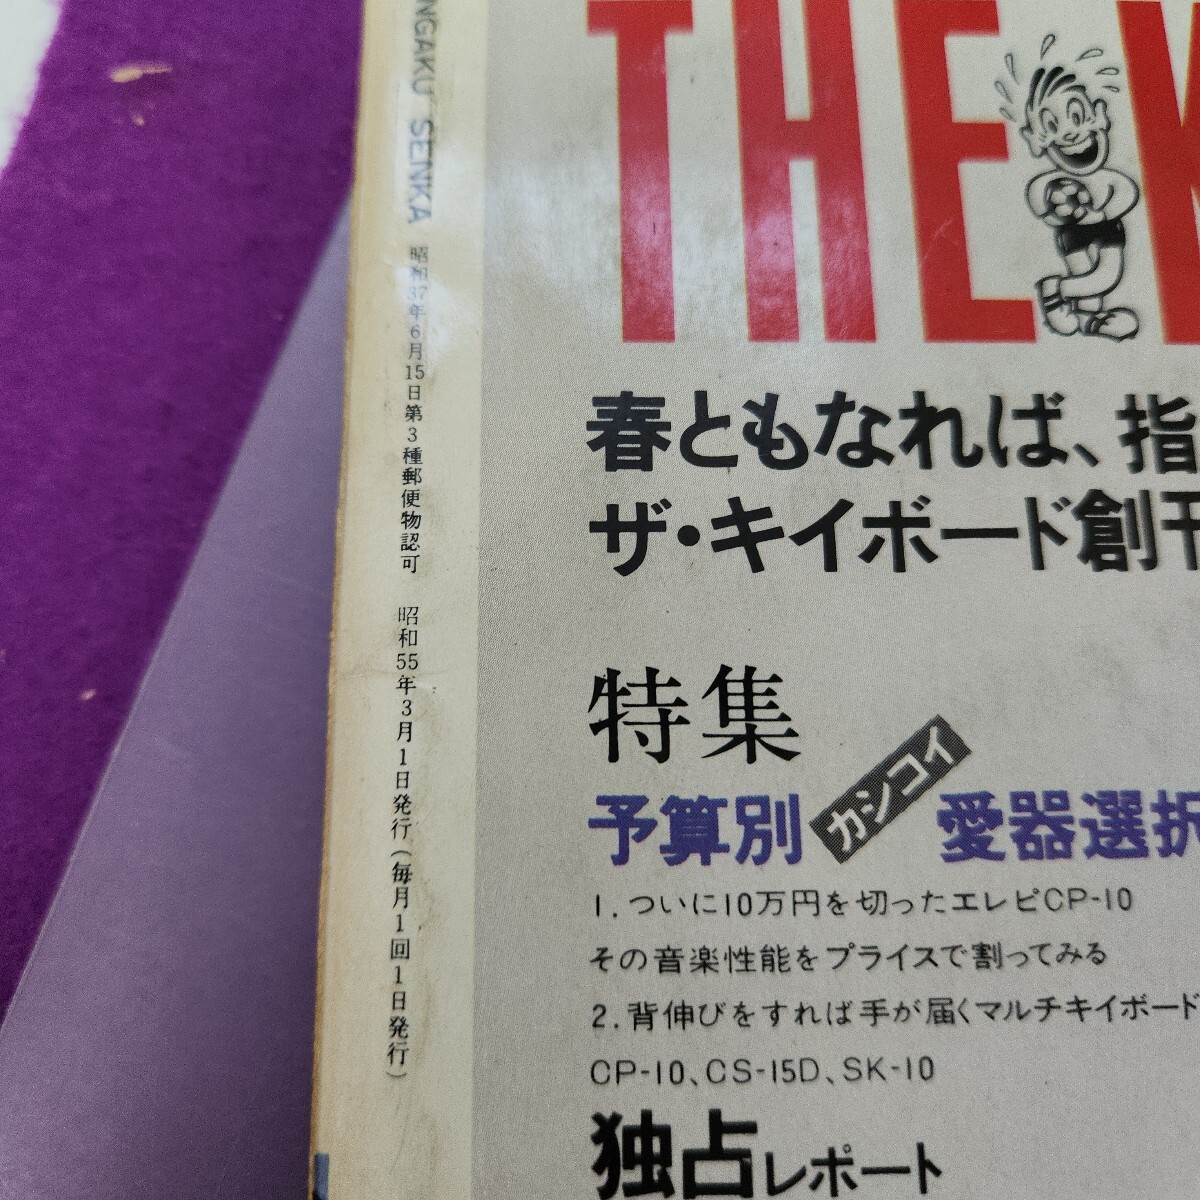 NGAKU SENKA
昭和37年6月15日第3種郵便物認可 昭和55年3月1日発行(毎月1回1日発行)
THE
春ともなれば、指
ザ・キイボード創刊
特集
予算別カシコイ愛器選択
1.ついに10万円を切ったエレピCP-10
その音楽性能をプライスで割ってみる
2.背伸びをすれば手が届くマルチキイボード
CP-10、CS-15D、SK-10
独占レポート